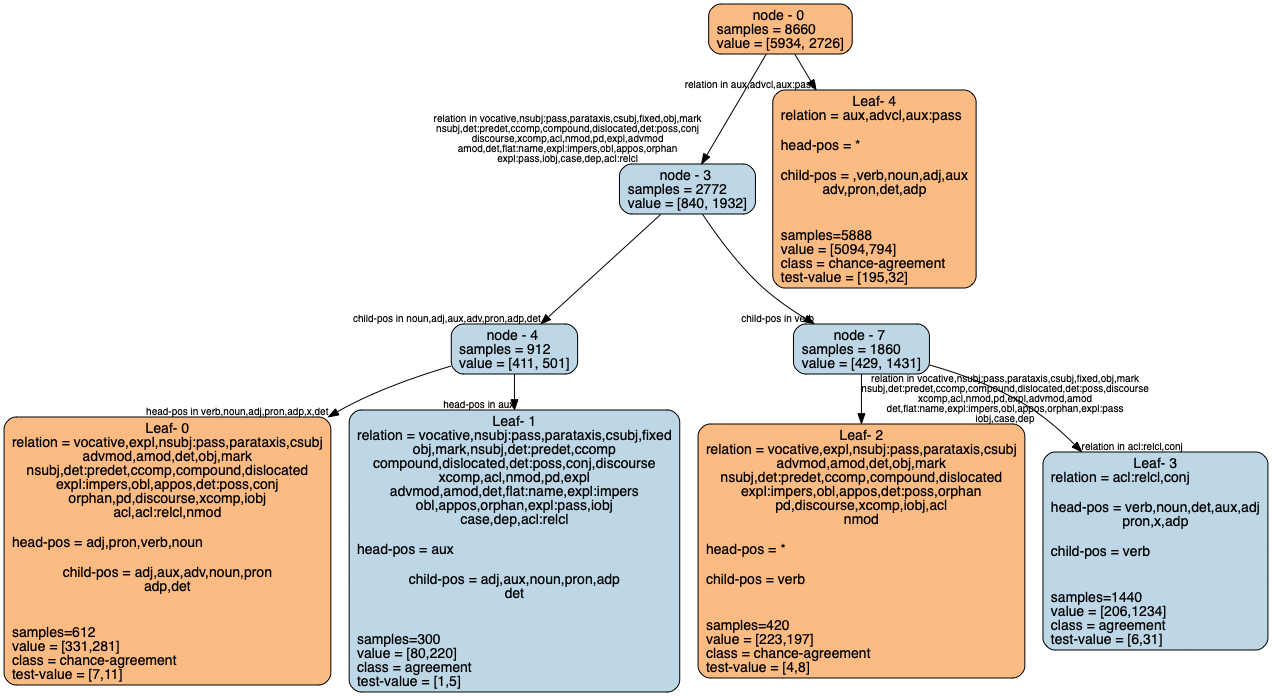 node - 0
samples = 8660
value = [5934, 2726]
relation in aux,advcl,aux:pass
relation in vocative,nsubj:pass,parataxis,csubj,fixed,obj,mark
nsubj,det:predet,ccomp,compound,dislocated,det:poss,conj
discourse,xcomp,acl,nmod,pd,expl,advmod
amod,det,flat:name,expl:impers,obl,appos,orphan
expl:pass,iobj,case,dep,acl:relcl
Leaf- 4
relation = aux,advcl,aux:pass
head-pos = *
child-pos = ,verb,noun,adj,aux
adv,pron,det,adp
samples=5888
value = [5094,794]
class = chance-agreement
test-value = [195,32]
node - 3
samples = 2772
value = [840, 1932]
child-pos in noun,adj,aux,adv,pron,adp,det
child-pos in verb
node - 4
samples = 912
value = [411, 501]
node - 7
samples = 1860
value = [429, 1431]
head-pos in verb,noun,adj,pron,adp,x,det
head-pos in aux
relation in vocative,nsubj:pass,parataxis,csubj,fixed,obj,mark
nsubj,det:predet,ccomp,compound,dislocated,det:poss,discourse
xcomp,acl,nmod,pd,expl,advmod,amod
det,flat:name,expl:impers,obl,appos,orphan,expl:pass
iobj,case,dep
relation in acl:relcl,conj
Leaf- 0
relation = vocative,expl,nsubj:pass,parataxis,csubj
advmod,amod,det,obj,mark
nsubj,det:predet,ccomp,compound,dislocated
expl:impers,obl,appos,det:poss,conj
orphan,pd,discourse,xcomp,iobj
acl,acl:relcl,nmod
head-pos = adj,pron,verb,noun
child-pos = adj,aux,adv,noun,pron
adp,det
samples=612
value = [331,281]
class = chance-agreement
test-value = [7,11]
Leaf- 1
relation = vocative,nsubj:pass,parataxis,csubj,fixed
obj,mark,nsubj,det:predet,ccomp
compound,dislocated,det:poss,conj,discourse
xcomp,acl,nmod,pd,expl
advmod,amod,det,flat:name,expl:impers
obl,appos,orphan,expl:pass,iobj
case,dep,acl:relcl
head-pos = aux
child-pos = adj,aux,noun,pron,adp
det
samples=300
value = [80,220]
class = agreement
test-value = [1,5]
Leaf- 2
relation = vocative,expl,nsubj:pass,parataxis,csubj
advmod,amod,det,obj,mark
nsubj,det:predet,ccomp,compound,dislocated
expl:impers,obl,appos,det:poss,orphan
pd,discourse,xcomp,iobj,acl
nmod
head-pos = *
child-pos = verb
samples=420
value = [223,197]
class = chance-agreement
test-value = [4,8]
Leaf- 3
relation = acl:relcl,conj
head-pos = verb,noun,det,aux,adj
pron,x,adp
child-pos = verb
samples=1440
value = [206,1234]
class = agreement
test-value = [6,31]